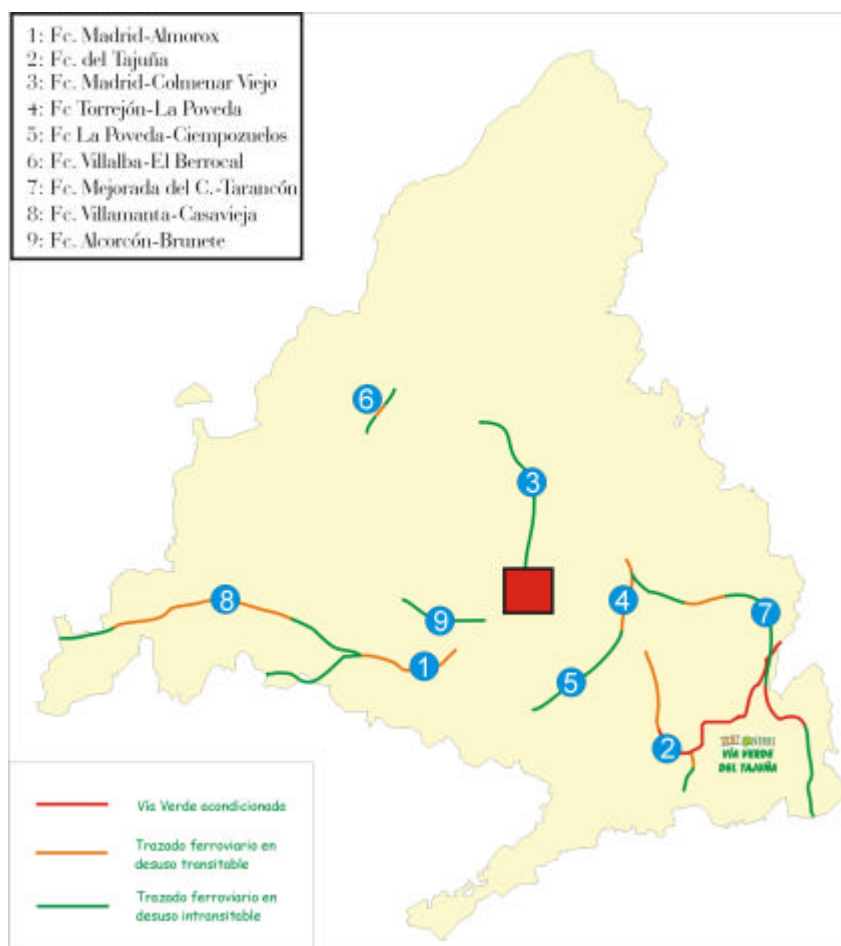 1: Fc. Madrid-Almorox
2: Fc. del Tajuña
3: Fc. Madrid-Colmenar Viejo
4: Fc Torrejón-La Poveda
5: Fc La Poveda-Ciempozuelos
6: Fc. Villalba-El Berrocal
7: Fc. Mejorada del C.-Tarancón
8: Fc. Villamanta-Casavieja
9: Fc. Alcorcón-Brunete
6
3
8
4
9
7
1
5
2
VÍA VERDE
DEL TAJUÑA
Vía Verde acondicionada
Trazado ferroviario en
desuso transitable
Trazado ferroviario en
desuso intransitable